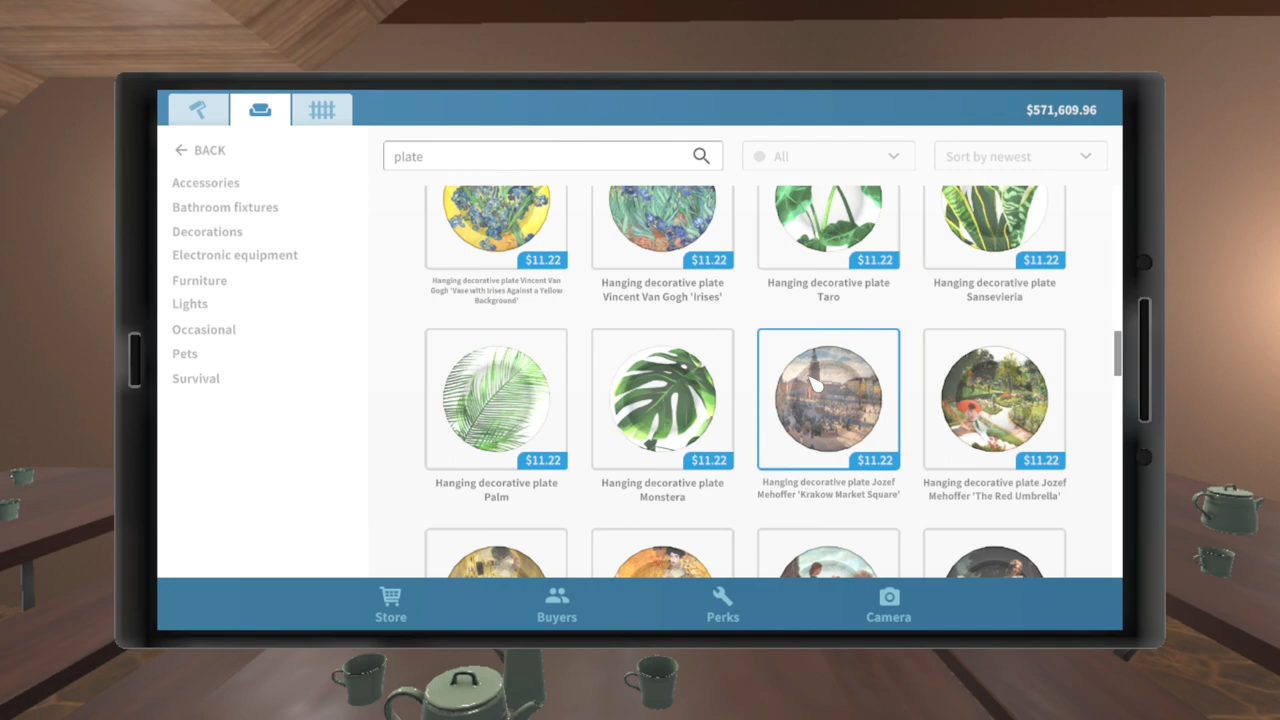 $571,609.96
BACK
Accessories
Bathroom fixtures
Decorations
Electronic equipment
Furniture
Lights
Occasional
Pets
Survival
plate
All
Sort by newest
$11.22
$11.22
$11.22
$11.22
Hanging decorative plate Vincent Van
Gogh 'Vase with Irises Against a Yellow
Background'
Hanging decorative plate
Vincent Van Gogh 'Irises'
Hanging decorative plate
Taro
Hanging decorative plate
Sansevieria
$11.22
$11.22
$11.22
$11.22
Hanging decorative plate
Palm
Hanging decorative plate
Monstera
Hanging decorative plate Jozef
Mehoffer 'Krakow Market Square'
Hanging decorative plate Jozef
Mehoffer 'The Red Umbrella'
Store
Buyers
Perks
Camera